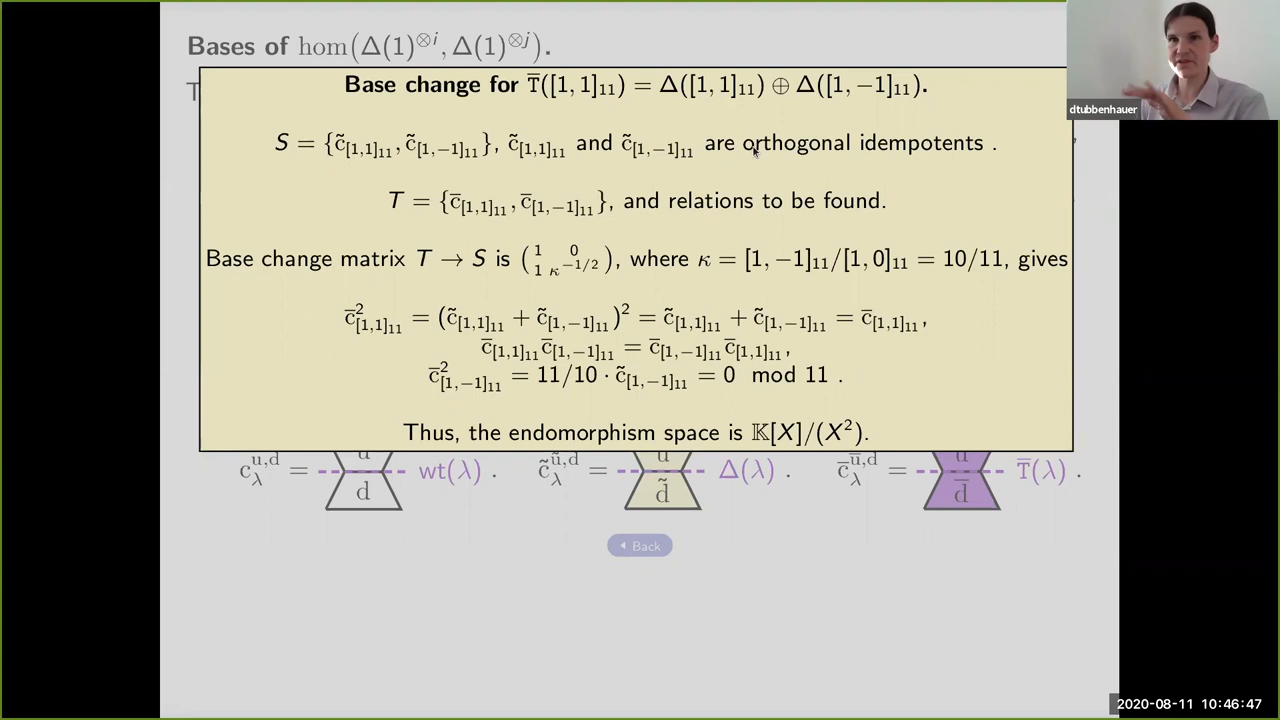 Bases of hom(Δ(1)^{⊗i}, Δ(1)^{⊗j}).
T
Base change for T̅([1, 1]₁₁) = Δ([1, 1]₁₁) ⊕ Δ([1, −1]₁₁).
S = {c̃_{[1,1]₁₁}, c̃_{[1,−1]₁₁}}, c̃_{[1,1]₁₁} and c̃_{[1,−1]₁₁} are orthogonal idempotents .
T = {c̅_{[1,1]₁₁}, c̅_{[1,−1]₁₁}}, and relations to be found.
Base change matrix T → S is (1 0 1 κ^{−1/2}), where κ = [1, −1]₁₁/[1, 0]₁₁ = 10/11, gives
c̅²_{[1,1]₁₁} = (c̃_{[1,1]₁₁} + c̃_{[1,−1]₁₁})² = c̃_{[1,1]₁₁} + c̃_{[1,−1]₁₁} = c̅_{[1,1]₁₁},
c̅_{[1,1]₁₁}c̅_{[1,−1]₁₁} = c̅_{[1,−1]₁₁}c̅_{[1,1]₁₁},
c̅²_{[1,−1]₁₁} = 11/10 · c̃_{[1,−1]₁₁} = 0 mod 11 .
Thus, the endomorphism space is 𝕂[X]/(X²).
c_λ^{u,d} = u d wt(λ) . c̃_λ^{ũ,d̃} = u d̃ Δ(λ) . c̅_λ^{u̅,d̅} = u d̅ T̅(λ) .
Back
dtubbenhauer
2020-08-11 10:46:47